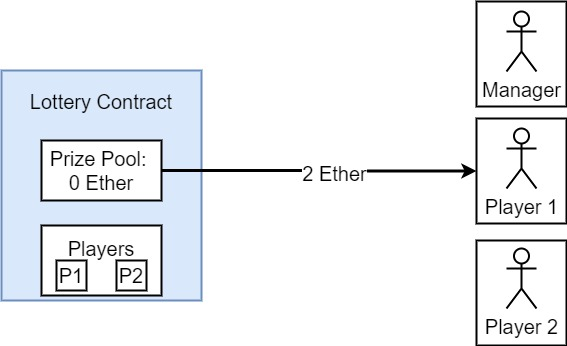 Lottery Contract
Prize Pool:
0 Ether
Players
P1 P2
2 Ether
Manager
Player 1
Player 2